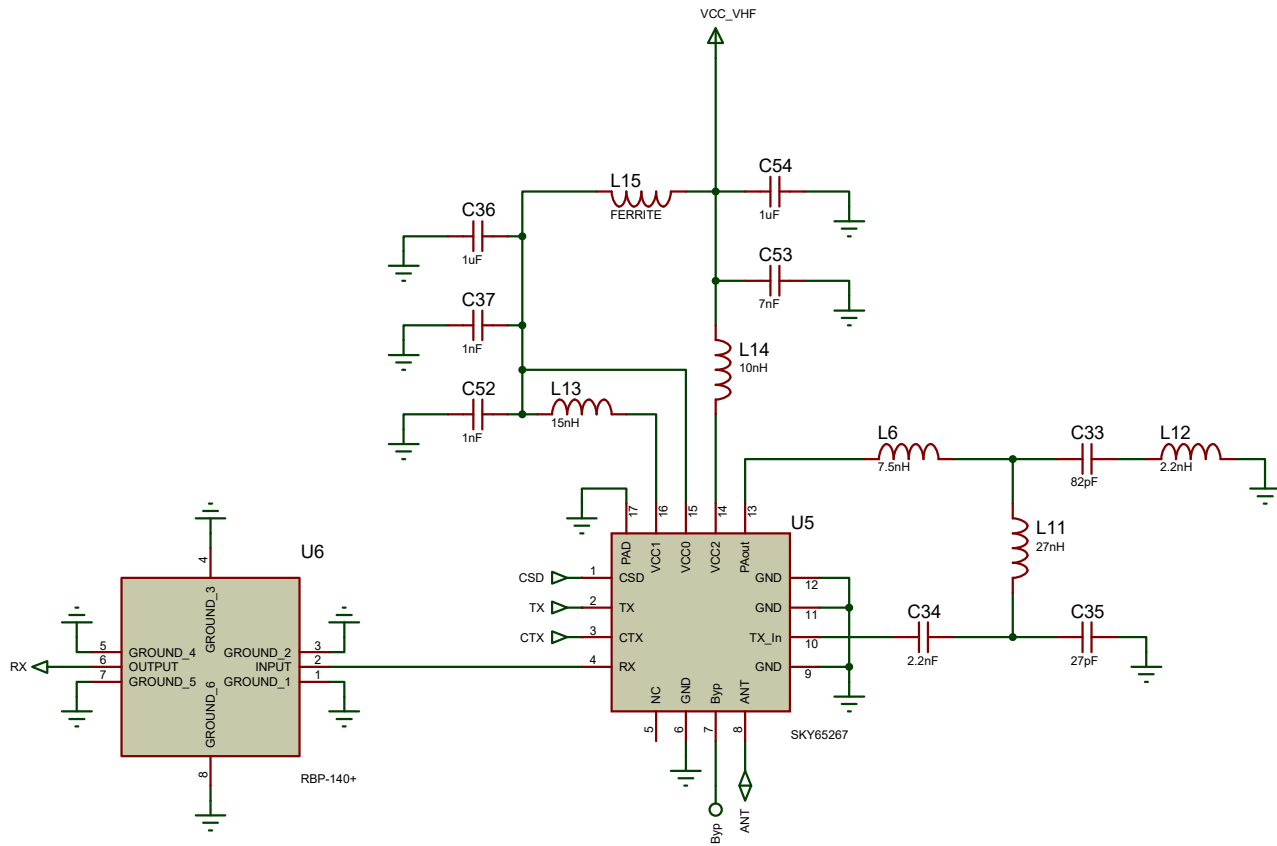 VCC_VHF
C54
1uF
L15
FERRITE
C36
1uF
C53
7nF
C37
1nF
L14
10nH
C52
1nF
L13
15nH
L6
7.5nH
C33
82pF
L12
2.2nH
L11
27nH
U5
17
16
15
14
13
PAD
VCC1
VCC0
VCC2
PAout
CSD
1
CSD
GND
12
TX
2
TX
GND
11
CTX
3
CTX
TX_In
10
4
RX
GND
9
C34
2.2nF
C35
27pF
NC
GND
Byp
ANT
5
6
7
8
SKY65267
Byp
ANT
U6
4
GROUND_3
5
GROUND_4
GROUND_2
3
RX
6
OUTPUT
INPUT
2
7
GROUND_5
GROUND_1
1
GROUND_6
8
RBP-140+